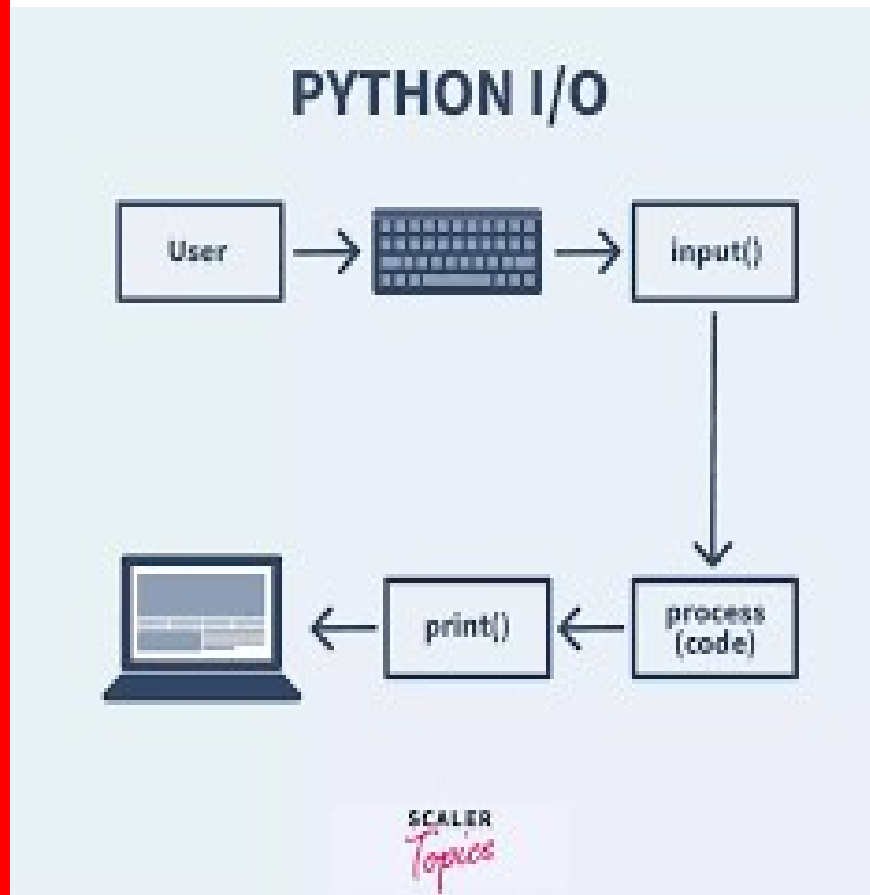 PYTHON I/O
User
input()
process
(code)
print()
SCALER
Topics